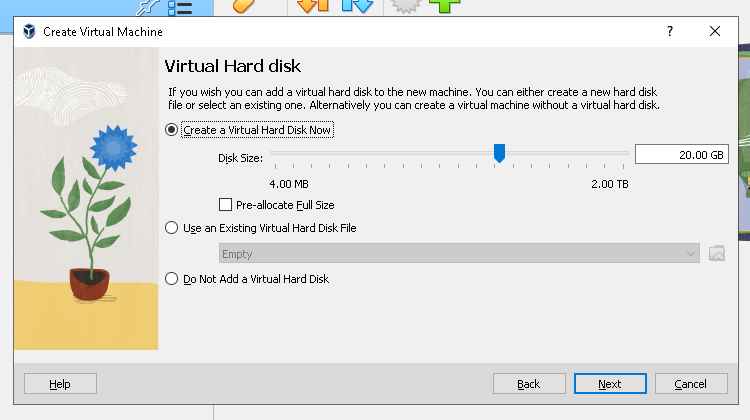 Create Virtual Machine
?
Virtual Hard disk
If you wish you can add a virtual hard disk to the new machine. You can either create a new hard disk
file or select an existing one. Alternatively you can create a virtual machine without a virtual hard disk.
Create a Virtual Hard Disk Now
Disk Size:
20.00 GB
4.00 MB
2.00 TB
Pre-allocate Full Size
Use an Existing Virtual Hard Disk File
Empty
Do Not Add a Virtual Hard Disk
Help
Back
Next
Cancel